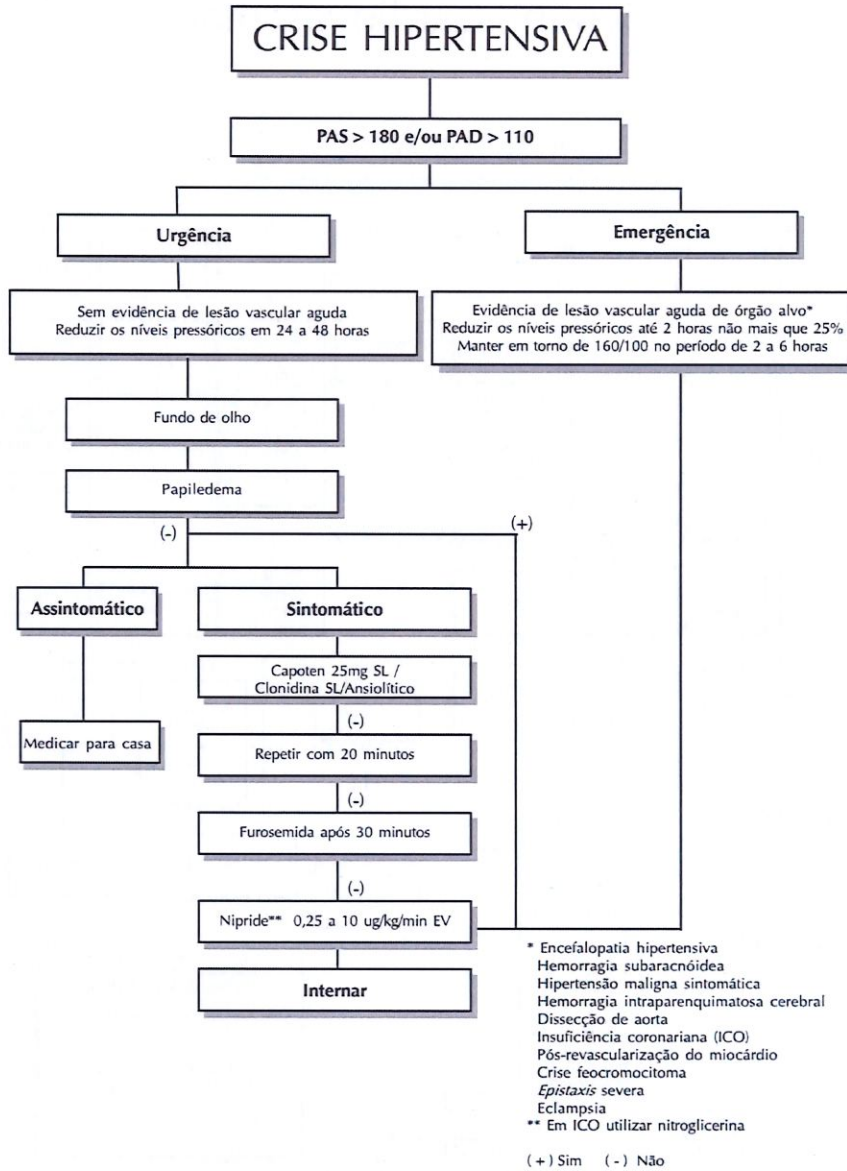 CRISE HIPERTENSIVA
PAS > 180 e/ou PAD > 110
Urgência
Emergência
Sem evidência de lesão vascular aguda
Reduzir os níveis pressóricos em 24 a 48 horas
Evidência de lesão vascular aguda de órgão alvo*
Reduzir os níveis pressóricos até 2 horas não mais que 25%
Manter em torno de 160/100 no período de 2 a 6 horas
Fundo de olho
Papiledema
(-)
(+)
Assintomático
Sintomático
Capoten 25mg SL /
Clonidina SL/Ansiolítico
(-)
Medicar para casa
Repetir com 20 minutos
(-)
Furosemida após 30 minutos
(-)
Nipride** 0,25 a 10 ug/kg/min EV
Internar
* Encefalopatia hipertensiva
Hemorragia subaracnóidea
Hipertensão maligna sintomática
Hemorragia intraparenquimatosa cerebral
Dissecção de aorta
Insuficiência coronariana (ICO)
Pós-revascularização do miocárdio
Crise feocromocitoma
Epistaxis severa
Eclampsia
** Em ICO utilizar nitroglicerina
(+) Sim (-) Não